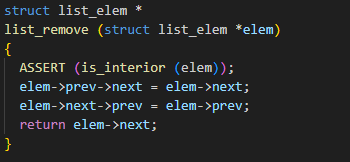 struct list_elem *
list_remove (struct list_elem *elem)
{
  ASSERT (is_interior (elem));
  elem->prev->next = elem->next;
  elem->next->prev = elem->prev;
  return elem->next;
}